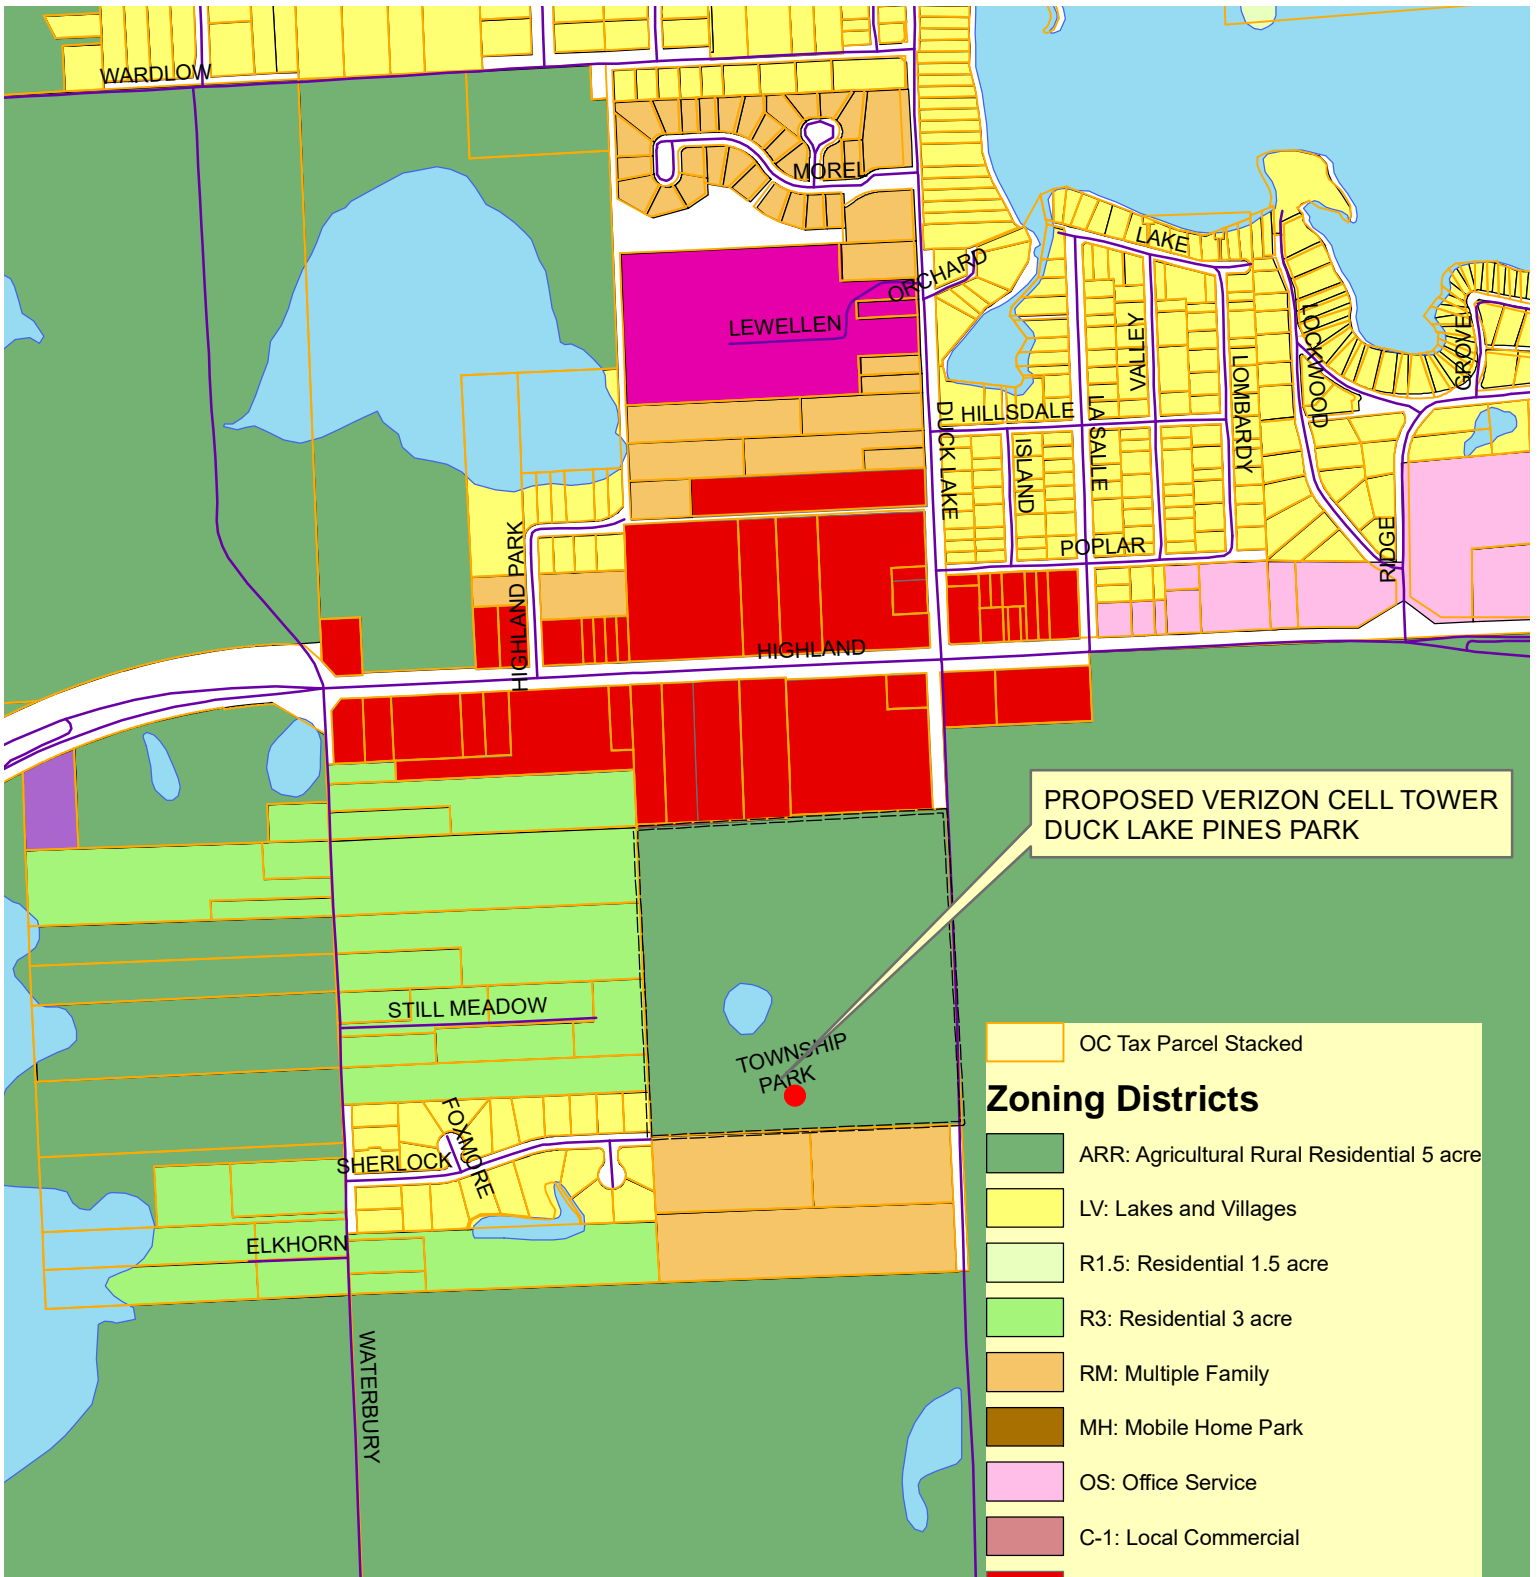 WARDLOW
MOREL
LAKE
ORCHARD
LEWELLEN
VALLEY
LOCKWOOD
GROVE
LOMBARDY
DUCK LAKE
HILLSDALE
LASALLE
ISLAND
POPLAR
RIDGE
HIGHLAND PARK
HIGHLAND
PROPOSED VERIZON CELL TOWER
DUCK LAKE PINES PARK
STILL MEADOW
TOWNSHIP
PARK
FOXMORE
SHERLOCK
ELKHORN
WATERBURY
OC Tax Parcel Stacked
Zoning Districts
ARR: Agricultural Rural Residential 5 acre
LV: Lakes and Villages
R1.5: Residential 1.5 acre
R3: Residential 3 acre
RM: Multiple Family
MH: Mobile Home Park
OS: Office Service
C-1: Local Commercial